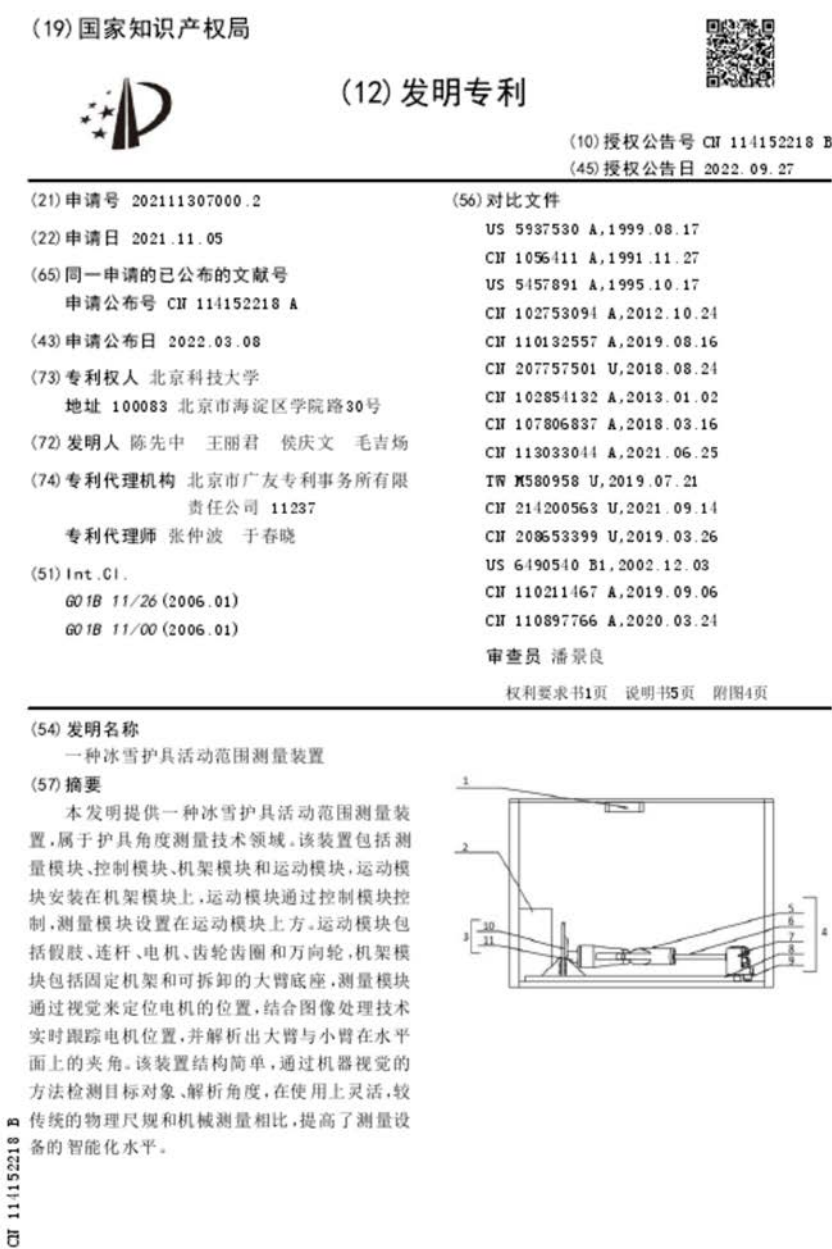 (19)国家知识产权局
(12)发明专利
(10)授权公告号 CN 114152218 B
(45)授权公告日 2022.09.27
(21)申请号 202111307000.2
(22)申请日 2021.11.05
(65)同一申请的已公布的文献号
申请公布号 CN 114152218 A
(43)申请公布日 2022.03.08
(73)专利权人 北京科技大学
地址 100083 北京市海淀区学院路30号
(72)发明人 陈先中 王丽君 侯庆文 毛吉炀
(74)专利代理机构 北京市广友专利事务所有限
责任公司 11237
专利代理师 张仲波 于春晓
(51)Int.Cl.
G01B 11/26(2006.01)
G01B 11/00(2006.01)
(56)对比文件
US 5937530 A,1999.08.17
CN 1056411 A,1991.11.27
US 5457891 A,1995.10.17
CN 102753094 A,2012.10.24
CN 110132557 A,2019.08.16
CN 207757501 U,2018.08.24
CN 102854132 A,2013.01.02
CN 107806837 A,2018.03.16
CN 113033044 A,2021.06.25
TW M580958 U,2019.07.21
CN 214200563 U,2021.09.14
CN 208653399 U,2019.03.26
US 6490540 B1,2002.12.03
CN 110211467 A,2019.09.06
CN 110897766 A,2020.03.24
审查员 潘景良
权利要求书1页 说明书5页 附图4页
(54)发明名称
一种冰雪护具活动范围测量装置
(57)摘要
本发明提供一种冰雪护具活动范围测量装
置,属于护具角度测量技术领域。该装置包括测
量模块、控制模块、机架模块和运动模块,运动模
块安装在机架模块上,运动模块通过控制模块控
制,测量模块设置在运动模块上方。运动模块包
括假肢、连杆、电机、齿轮齿圈和万向轮,机架模
块包括固定机架和可拆卸的大臂底座,测量模块
通过视觉来定位电机的位置,结合图像处理技术
实时跟踪电机位置,并解析出大臂与小臂在水平
面上的夹角。该装置结构简单,通过机器视觉的
方法检测目标对象、解析角度,在使用上灵活,较
传统的物理尺规和机械测量相比,提高了测量设
备的智能化水平。
1
2
3
10
11
5
6
7
8
9
4
CN 114152218 B